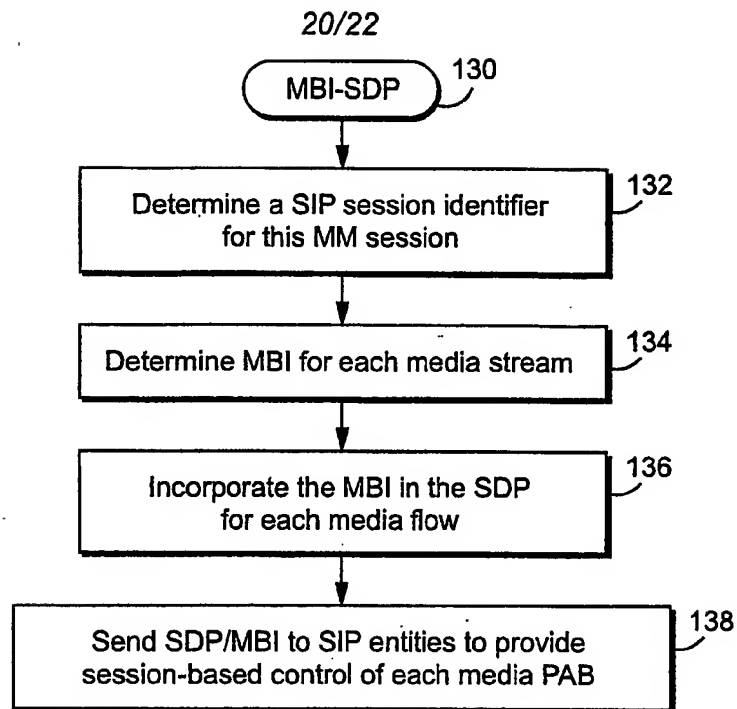 20/22
MBI-SDP
130
132
Determine a SIP session identifier
for this MM session
134
Determine MBI for each media stream
136
Incorporate the MBI in the SDP
for each media flow
138
Send SDP/MBI to SIP entities to provide
session-based control of each media PAB